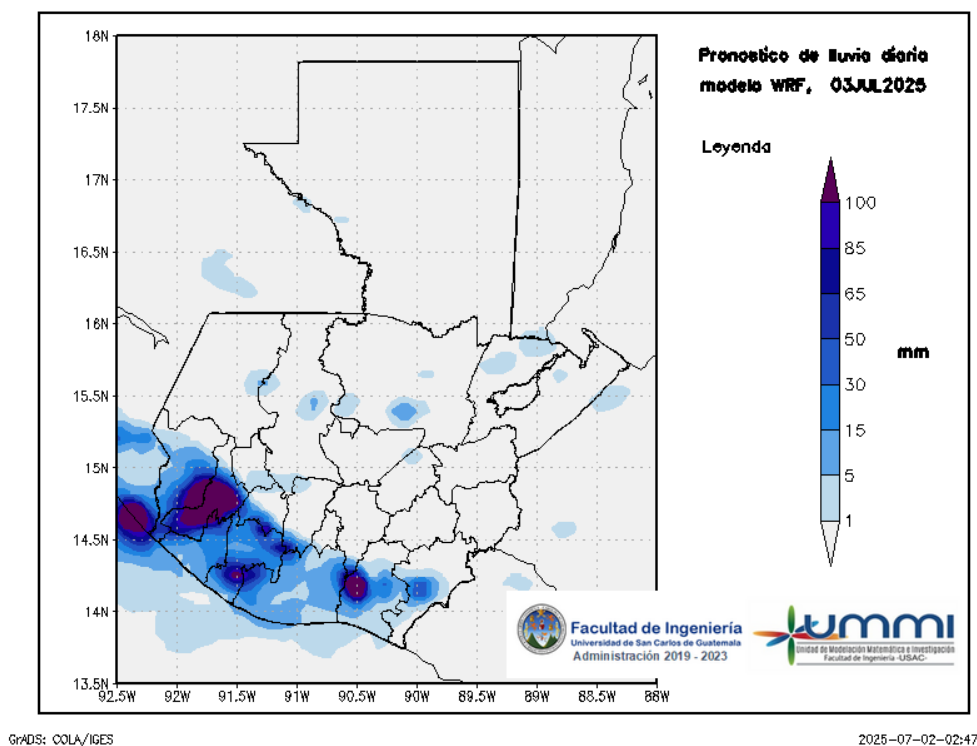 Pronostico de lluvia diaria
modelo WRF, 03JUL2025
Leyenda
100
85
65
50
30
15
5
1
mm
18N
17.5N
17N
16.5N
16N
15.5N
15N
14.5N
14N
13.5N
92.5W 92W 91.5W 91W 90.5W 90W 89.5W 89W 88.5W 88W
Facultad de Ingeniería
Universidad de San Carlos de Guatemala
Administración 2019 - 2023
UMMI
Unidad de Modelación Matemática e Investigación
Facultad de Ingeniería -USAC-
GrADS: COLA/IGES
2025-07-02-02:47